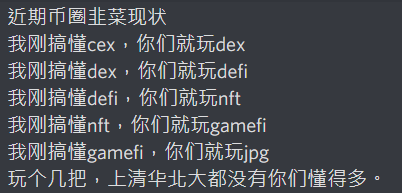 近期币圈韭菜现状
我刚搞懂cex，你们就玩dex
我刚搞懂dex，你们就玩defi
我刚搞懂defi，你们就玩nft
我刚搞懂nft，你们就玩gamefi
我刚搞懂gamefi，你们就玩jpg
玩个几把，上清华北大都没有你们懂得多。